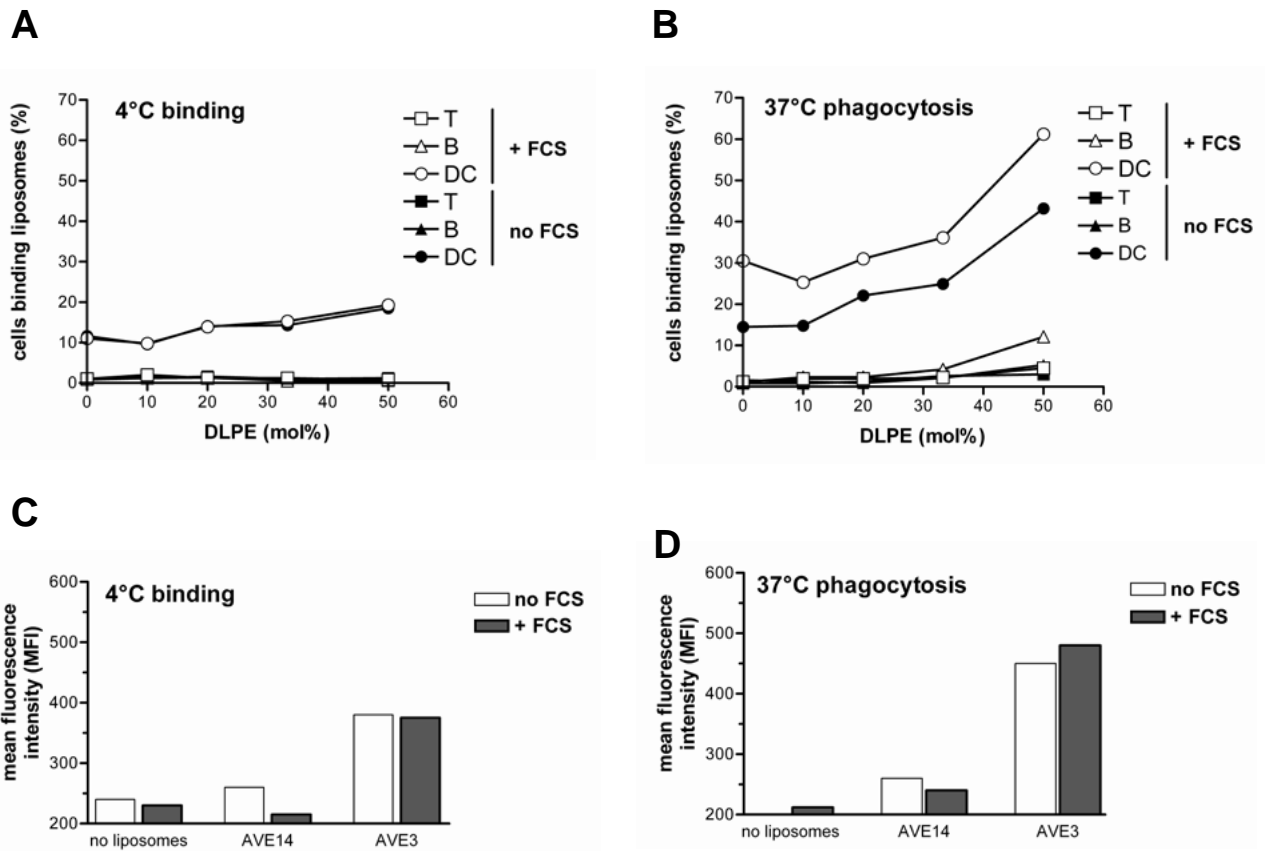 A
B
4°C binding
cells binding liposomes (%)
70
60
50
40
30
20
10
0
0 10 20 30 40 50 60
DLPE (mol%)
T
B
DC
+ FCS
T
B
DC
no FCS
37°C phagocytosis
cells binding liposomes (%)
70
60
50
40
30
20
10
0
0 10 20 30 40 50 60
DLPE (mol%)
T
B
DC
+ FCS
T
B
DC
no FCS
C
D
4°C binding
mean fluorescence
intensity (MFI)
600
500
400
300
200
no liposomes AVE14 AVE3
no FCS
+ FCS
37°C phagocytosis
mean fluorescence
intensity (MFI)
600
500
400
300
200
no liposomes AVE14 AVE3
no FCS
+ FCS